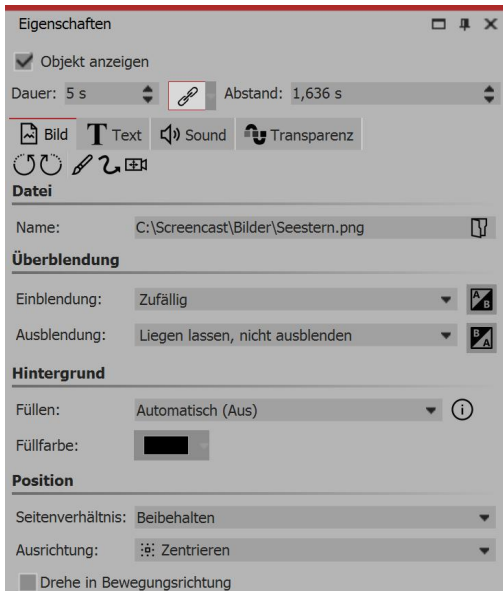 Eigenschaften
Objekt anzeigen
Dauer: 5 s Abstand: 1,636 s
Bild Text Sound Transparenz
Datei
Name: C:\Screencast\Bilder\Seestern.png
Überblendung
Einblendung: Zufällig A B
Ausblendung: Liegen lassen, nicht ausblenden B A
Hintergrund
Füllen: Automatisch (Aus)
Füllfarbe:
Position
Seitenverhältnis: Beibehalten
Ausrichtung: Zentrieren
Drehe in Bewegungsrichtung